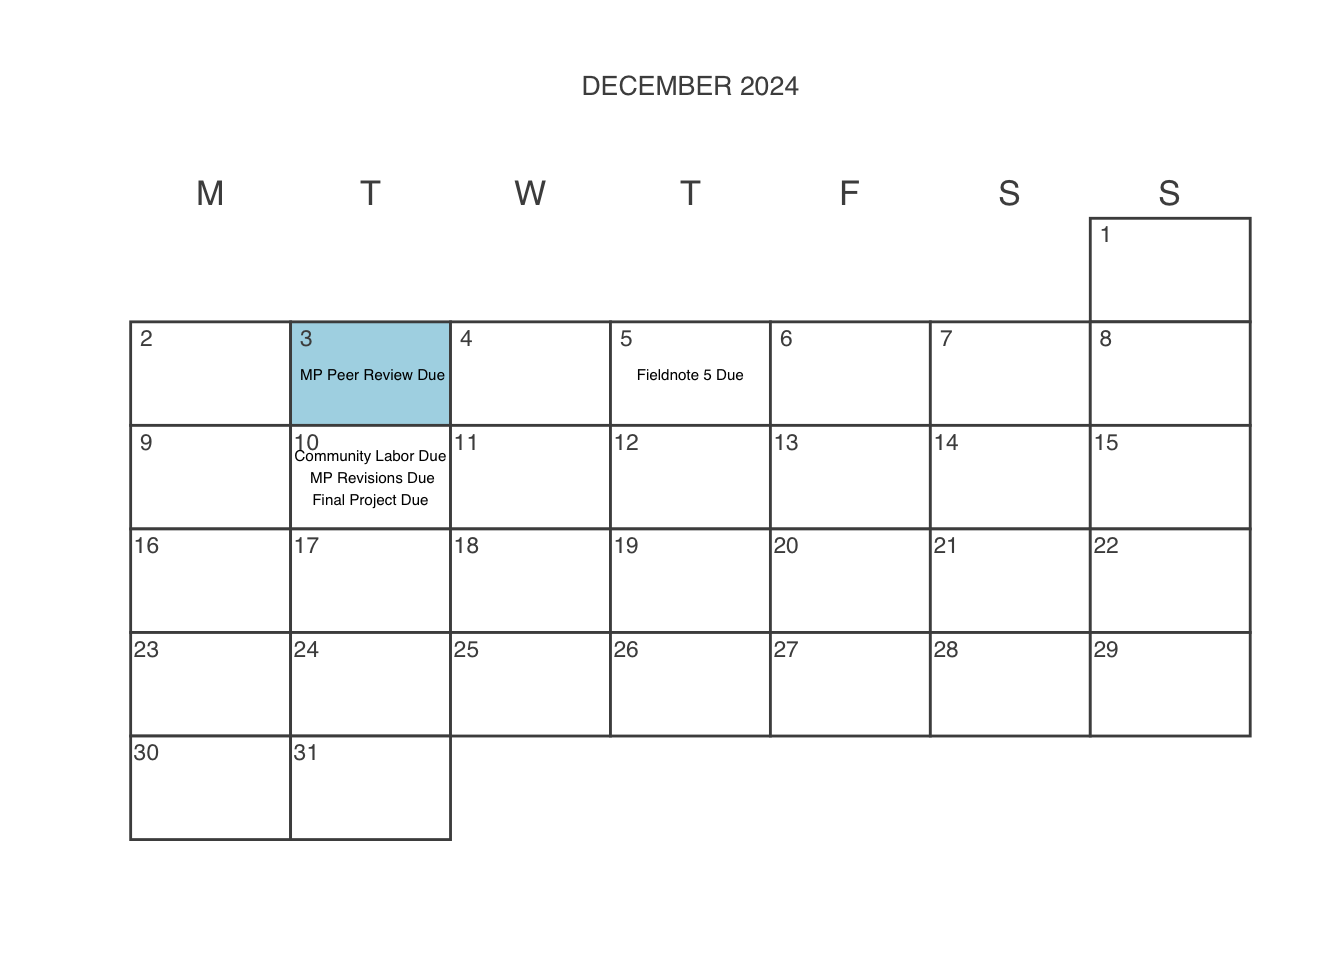 DECEMBER 2024
M T W T F S S
1
2 3 4 5 6 7 8
MP Peer Review Due Fieldnote 5 Due
9 10 11 12 13 14 15
Community Labor Due
MP Revisions Due
Final Project Due
16 17 18 19 20 21 22
23 24 25 26 27 28 29
30 31